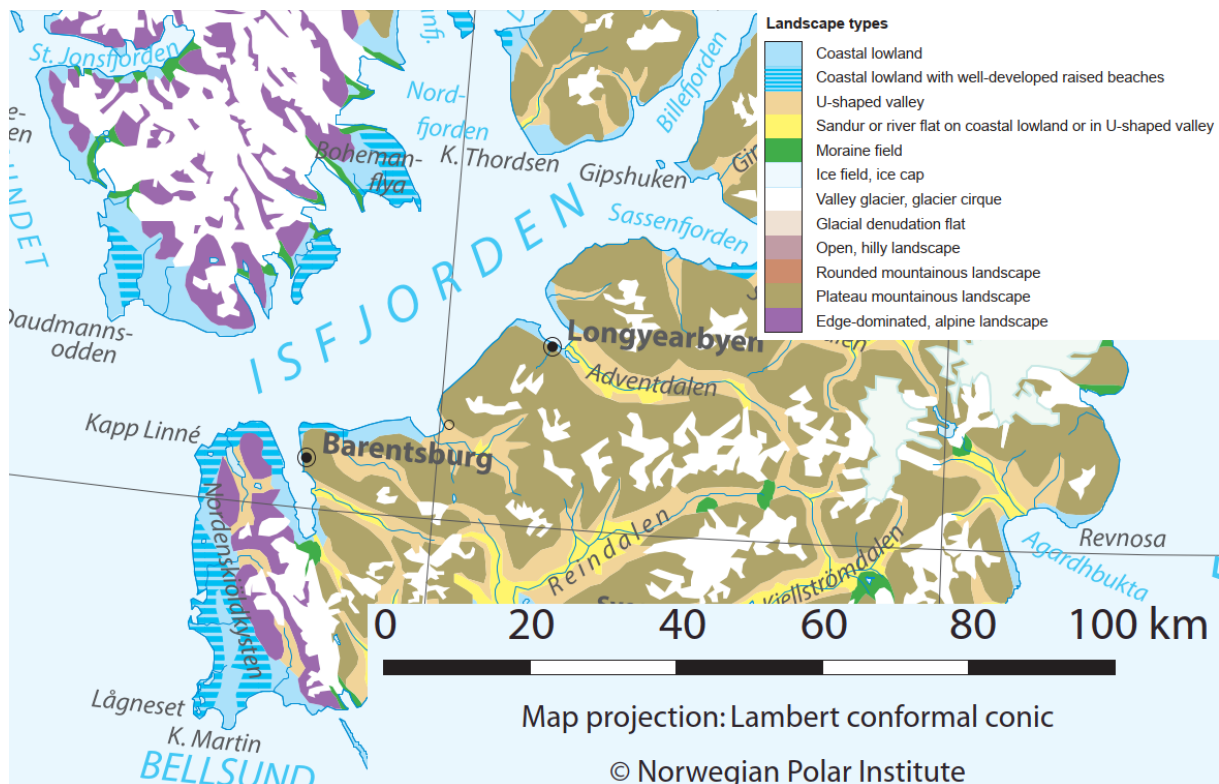 St. Jonsfjorden
Nord-
fjorden
Billefjorden
Boheman-
flya
K. Thordsen
Gipshuken
Sassenfjorden
ISFJORDEN
Daudmanns-
odden
Longyearbyen
Adventdalen
Kapp Linné
Barentsburg
Nordenskiöldkysten
Reindalen
Kjellströmdalen
Revnosa
Agardhbukta
Lågneset
K. Martin
BELLSUND
Landscape types
Coastal lowland
Coastal lowland with well-developed raised beaches
U-shaped valley
Sandur or river flat on coastal lowland or in U-shaped valley
Moraine field
Ice field, ice cap
Valley glacier, glacier cirque
Glacial denudation flat
Open, hilly landscape
Rounded mountainous landscape
Plateau mountainous landscape
Edge-dominated, alpine landscape
0 20 40 60 80 100 km
Map projection: Lambert conformal conic
© Norwegian Polar Institute